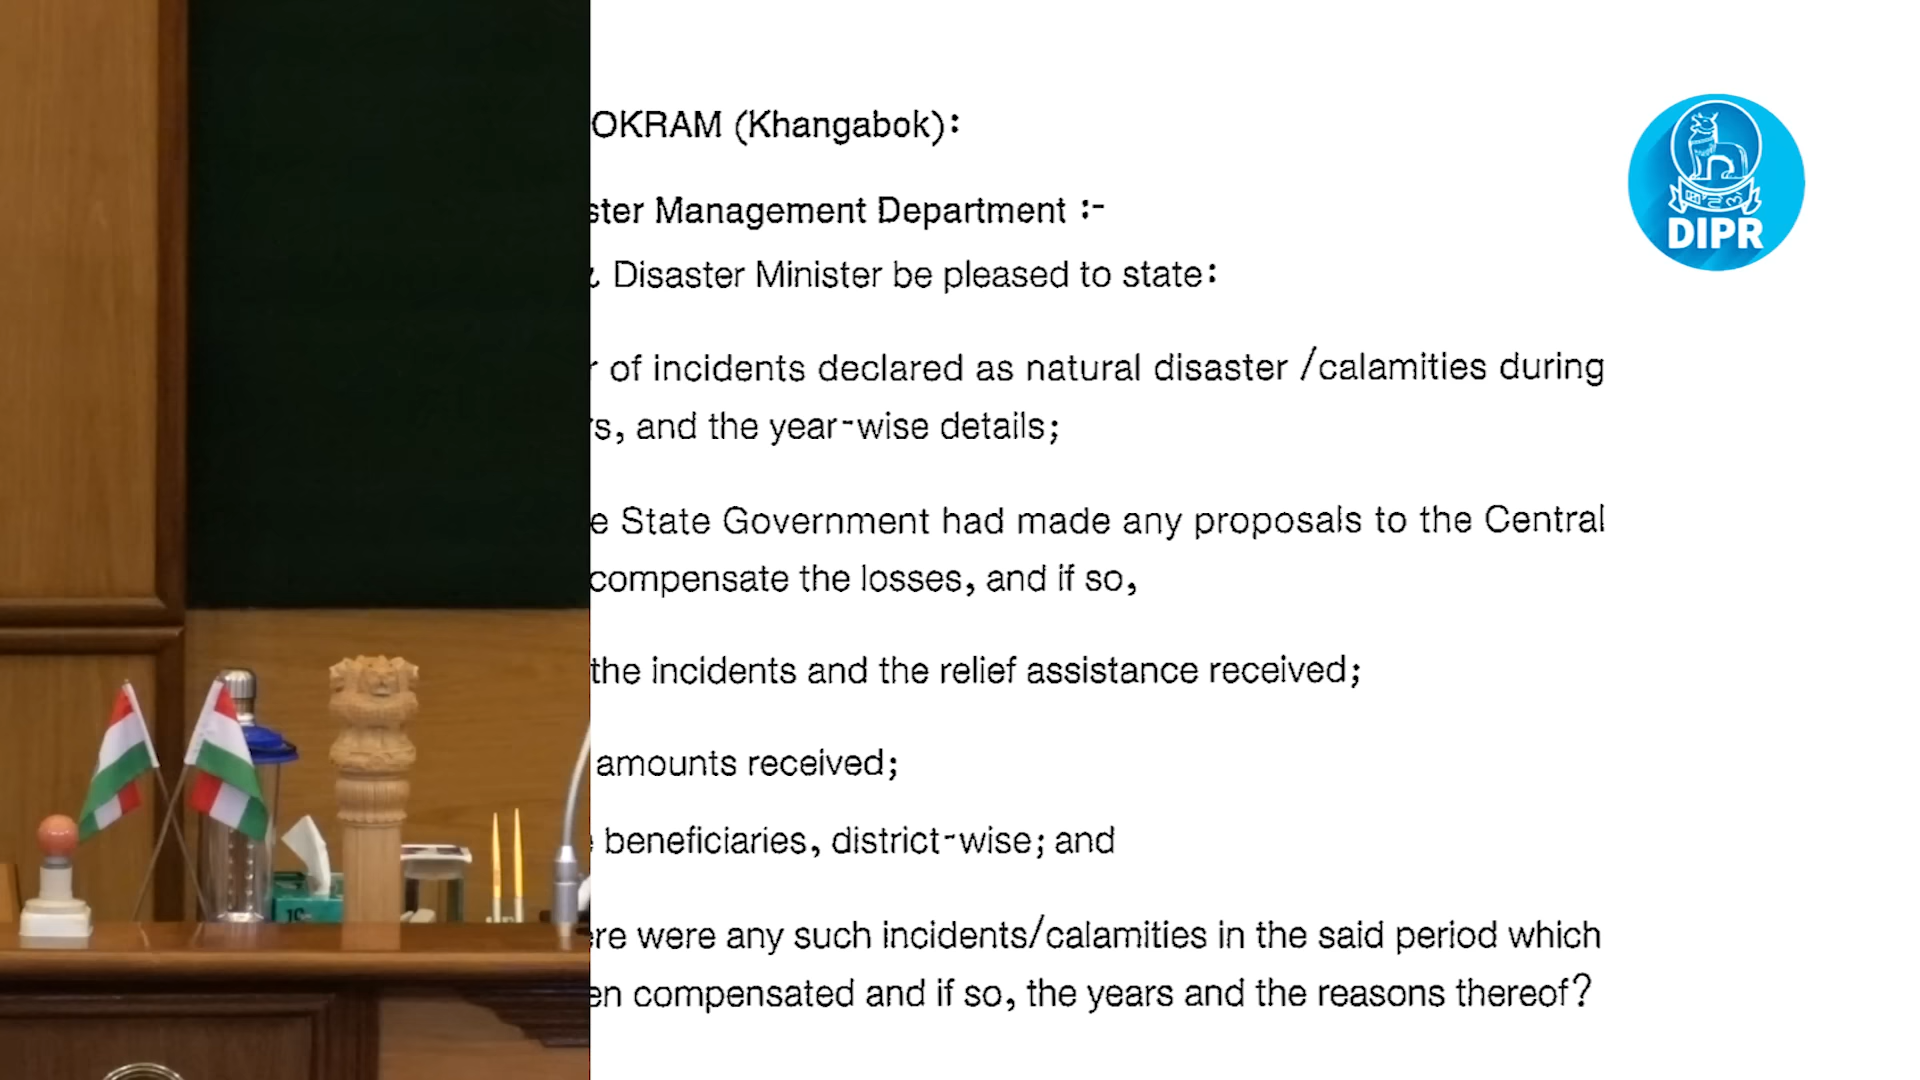 OKRAM (Khangabok):
DIPR
ster Management Department :-
Disaster Minister be pleased to state:
r of incidents declared as natural disaster /calamities during
rs, and the year-wise details;
e State Government had made any proposals to the Central
compensate the losses, and if so,
the incidents and the relief assistance received;
amounts received;
beneficiaries, district-wise; and
ere were any such incidents/calamities in the said period which
en compensated and if so, the years and the reasons thereof?